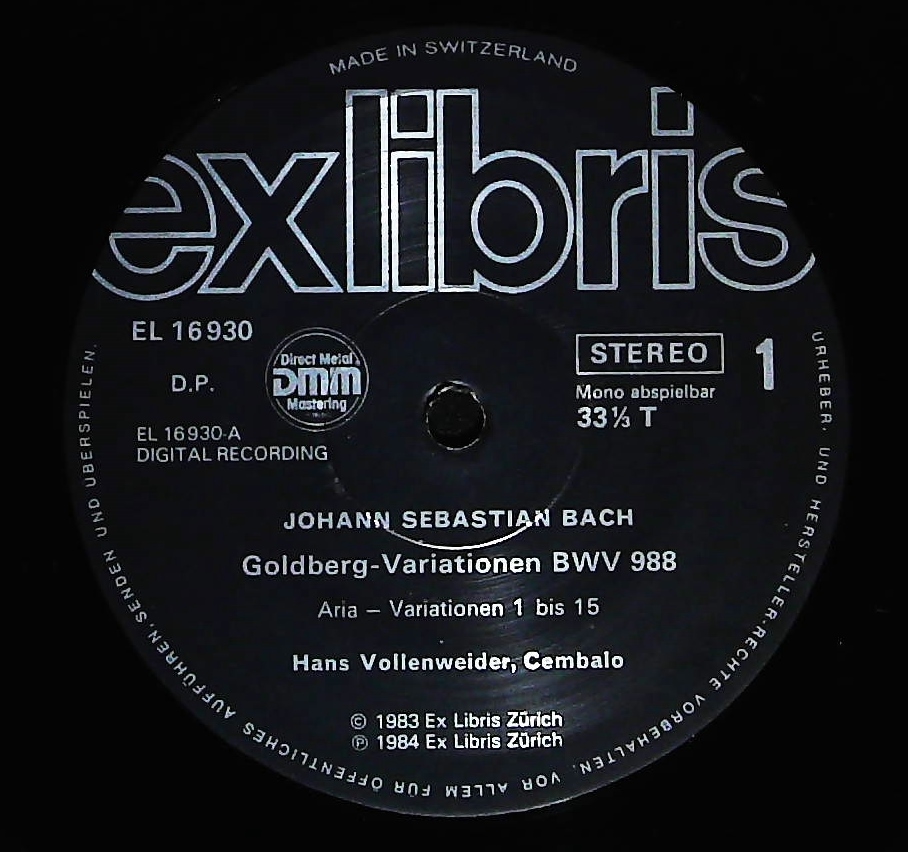 MADE IN SWITZERLAND
exlibris
EL 16930
D.P.
Direct Metal
DMM
Mastering
EL 16930-A
DIGITAL RECORDING
STEREO
1
Mono abspielbar
33⅓ T
JOHANN SEBASTIAN BACH
Goldberg-Variationen BWV 988
Aria – Variationen 1 bis 15
Hans Vollenweider, Cembalo
© 1983 Ex Libris Zürich
℗ 1984 Ex Libris Zürich
URHEBER- UND HERSTELLER-RECHTE VORBEHALTEN. VOR ALLEM FÜR ÖFFENTLICHES AUFFÜHREN, SENDEN UND ÜBERSPIELEN.